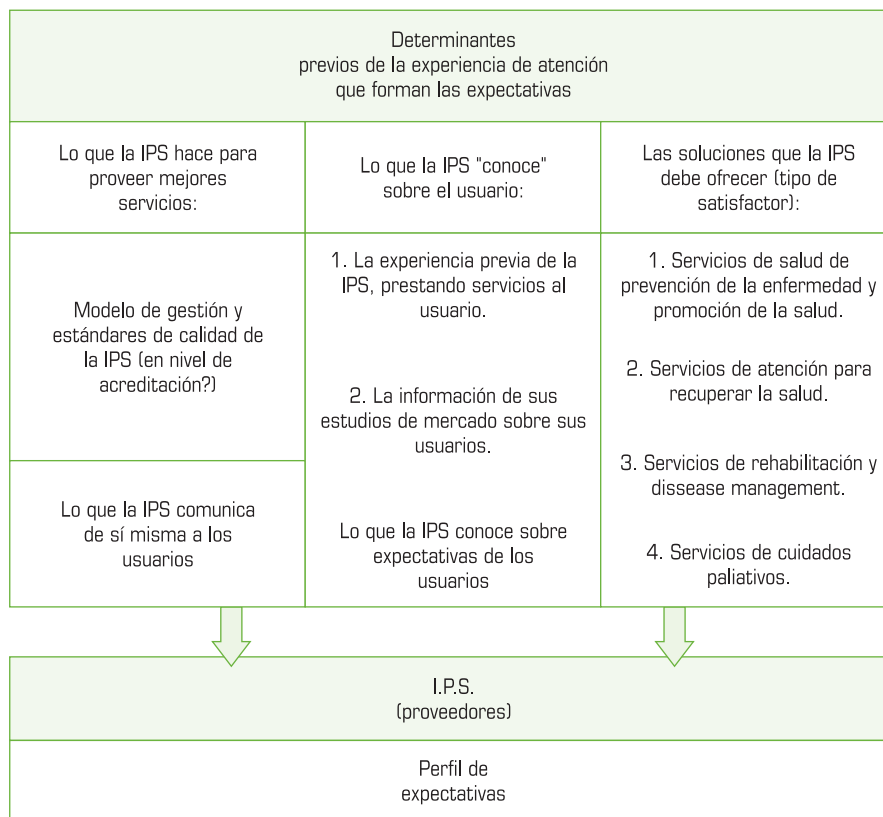 Determinantes
previos de la experiencia de atención
que forman las expectativas
Lo que la IPS hace para
proveer mejores
servicios:
Lo que la IPS "conoce"
sobre el usuario:
Las soluciones que la IPS
debe ofrecer (tipo de
satisfactor):
Modelo de gestión y
estándares de calidad de
la IPS (en nivel de
acreditación?)
Lo que la IPS comunica
de sí misma a los
usuarios
1. La experiencia previa de la
IPS, prestando servicios al
usuario.
2. La información de sus
estudios de mercado sobre sus
usuarios.
Lo que la IPS conoce sobre
expectativas de los
usuarios
1. Servicios de salud de
prevención de la enfermedad y
promoción de la salud.
2. Servicios de atención para
recuperar la salud.
3. Servicios de rehabilitación y
dissease management.
4. Servicios de cuidados
paliativos.
I.P.S.
(proveedores)
Perfil de
expectativas